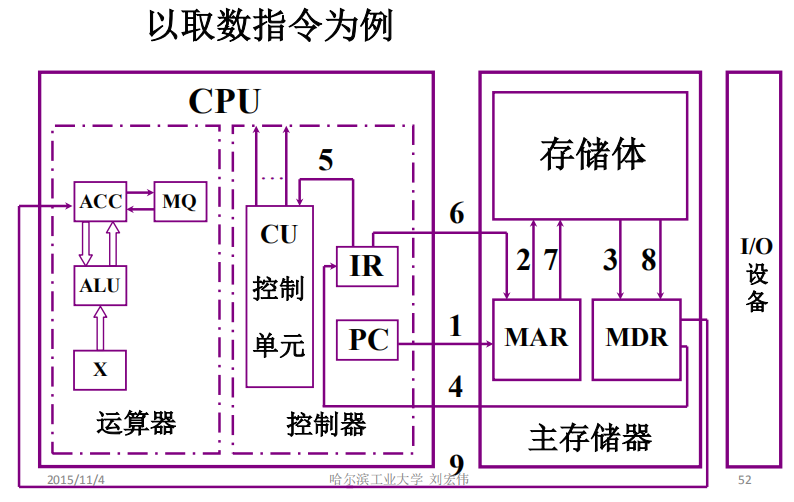 以取数指令为例
CPU
5
存储体
ACC
MQ
6
CU
控制
单元
IR
2
7
3
8
I/O
设
备
ALU
1
PC
MAR
MDR
X
4
运算器
控制器
主存储器
9
2015/11/4
哈尔滨工业大学 刘宏伟
52